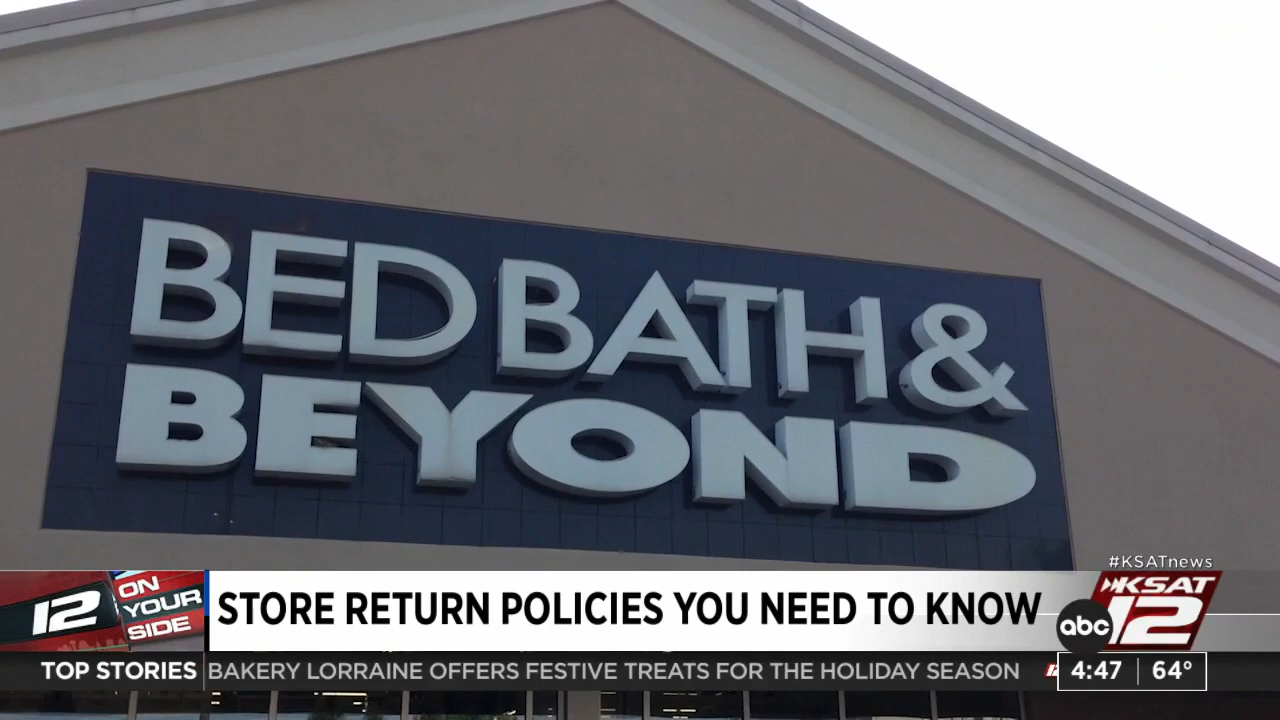 BED BATH &
BEYOND
#KSATnews
12
ON
YOUR
SIDE
STORE RETURN POLICIES YOU NEED TO KNOW
abc
KSAT
12
TOP STORIES
BAKERY LORRAINE OFFERS FESTIVE TREATS FOR THE HOLIDAY SEASON
4:47
64°